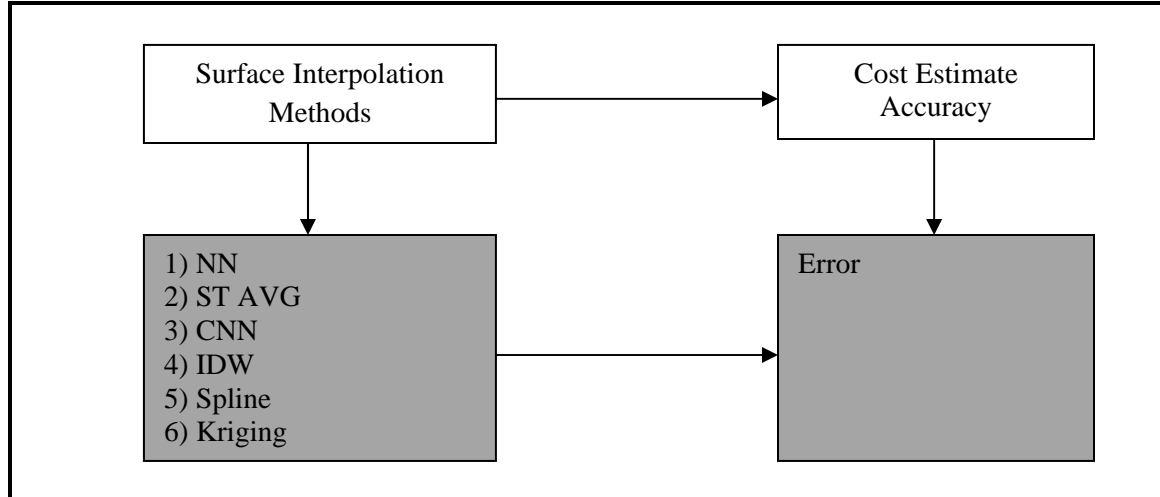 Surface Interpolation
Methods
Cost Estimate
Accuracy
1) NN
2) ST AVG
3) CNN
4) IDW
5) Spline
6) Kriging
Error